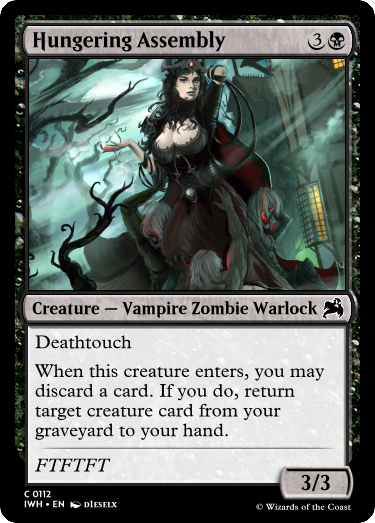 Hungering Assembly 3
Creature — Vampire Zombie Warlock
Deathtouch
When this creature enters, you may
discard a card. If you do, return
target creature card from your
graveyard to your hand.
FTFTFT
3/3
C 0112
IWH • EN DIESELX
© Wizards of the Coast